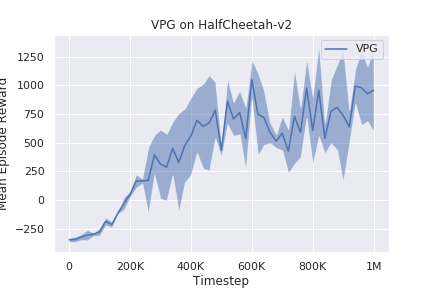 VPG on HalfCheetah-v2
VPG
Mean Episode Reward
1250
1000
750
500
250
0
−250
0
200K
400K
600K
800K
1M
Timestep